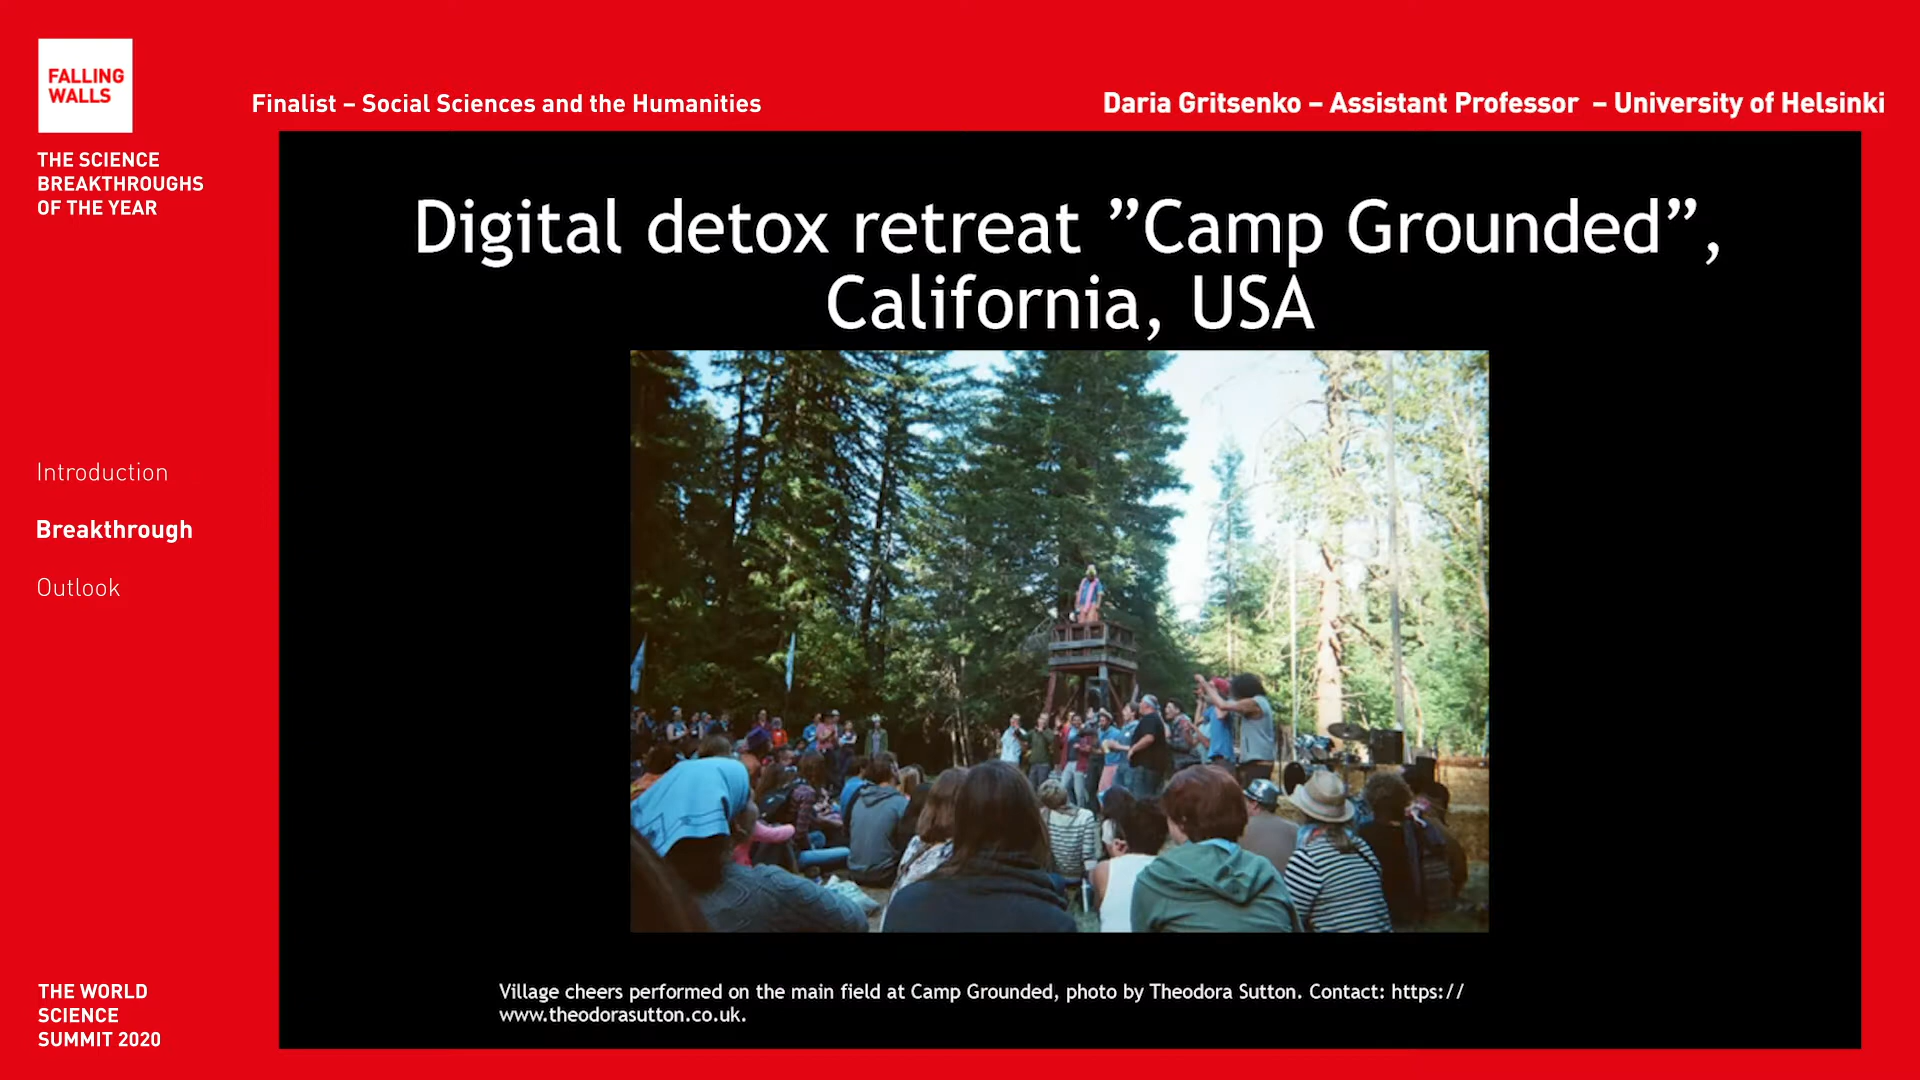 FALLING
WALLS
THE SCIENCE
BREAKTHROUGHS
OF THE YEAR
Finalist – Social Sciences and the Humanities
Daria Gritsenko – Assistant Professor – University of Helsinki
Digital detox retreat ”Camp Grounded”,
California, USA
Introduction
Breakthrough
Outlook
Village cheers performed on the main field at Camp Grounded, photo by Theodora Sutton. Contact: https://
www.theodorasutton.co.uk.
THE WORLD
SCIENCE
SUMMIT 2020